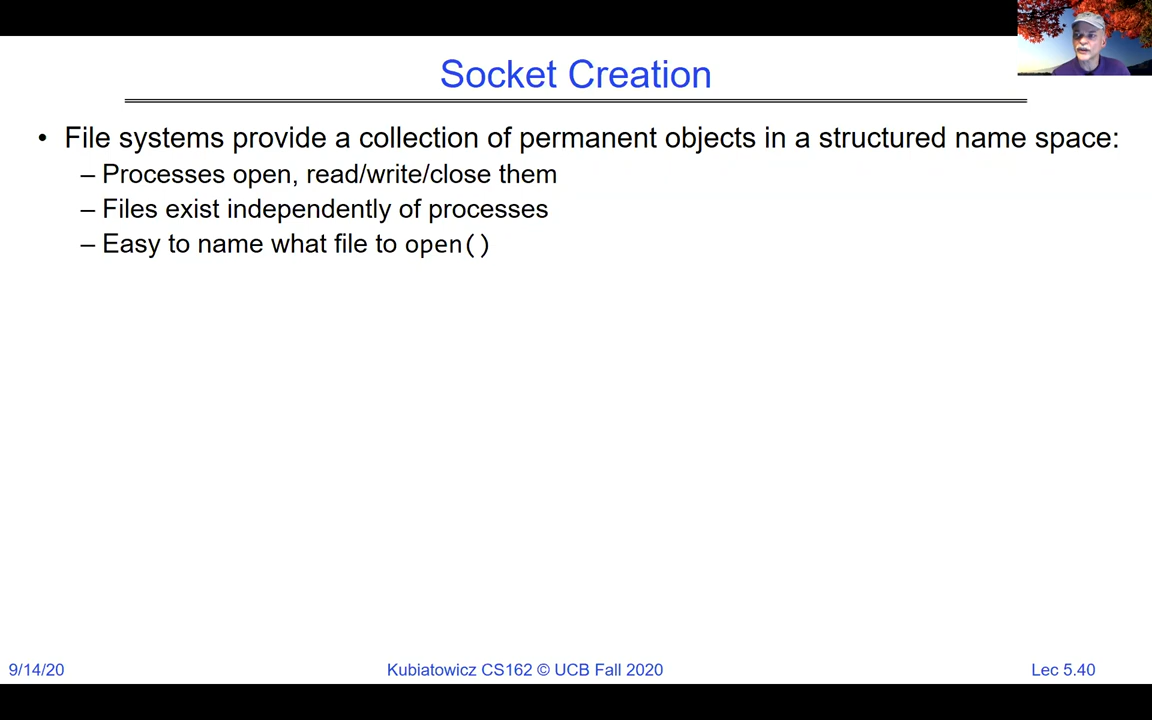 Socket Creation
• File systems provide a collection of permanent objects in a structured name space:
– Processes open, read/write/close them
– Files exist independently of processes
– Easy to name what file to open()
9/14/20
Kubiatowicz CS162 © UCB Fall 2020
Lec 5.40